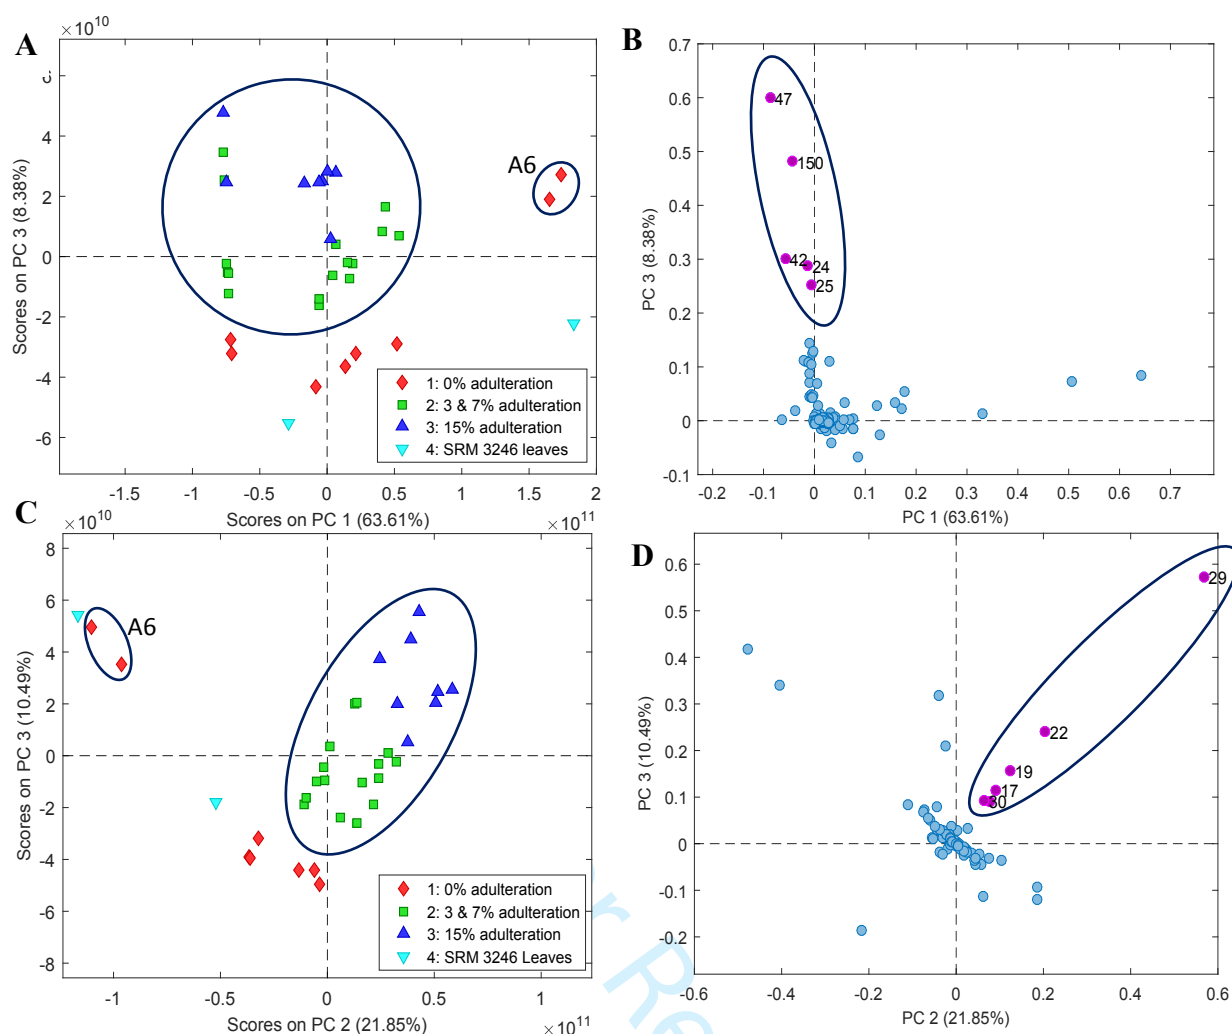 A
×10^10
6
4
2
0
-2
-4
-6
Scores on PC 3 (8.38%)
A6
1: 0% adulteration
2: 3 & 7% adulteration
3: 15% adulteration
4: SRM 3246 leaves
-1.5 -1 -0.5 0 0.5 1 1.5 2
Scores on PC 1 (63.61%)
×10^11
B
0.7
0.6
0.5
0.4
0.3
0.2
0.1
0
-0.1
PC 3 (8.38%)
47
150
42
24
25
-0.2 -0.1 0 0.1 0.2 0.3 0.4 0.5 0.6 0.7
PC 1 (63.61%)
C
×10^10
8
6
4
2
0
-2
-4
-6
-8
Scores on PC 3 (10.49%)
A6
1: 0% adulteration
2: 3 & 7% adulteration
3: 15% adulteration
4: SRM 3246 Leaves
-1 -0.5 0 0.5 1
Scores on PC 2 (21.85%)
×10^11
D
0.6
0.5
0.4
0.3
0.2
0.1
0
-0.1
-0.2
PC 3 (10.49%)
29
22
19
17
30
-0.6 -0.4 -0.2 0 0.2 0.4 0.6
PC 2 (21.85%)
r Re